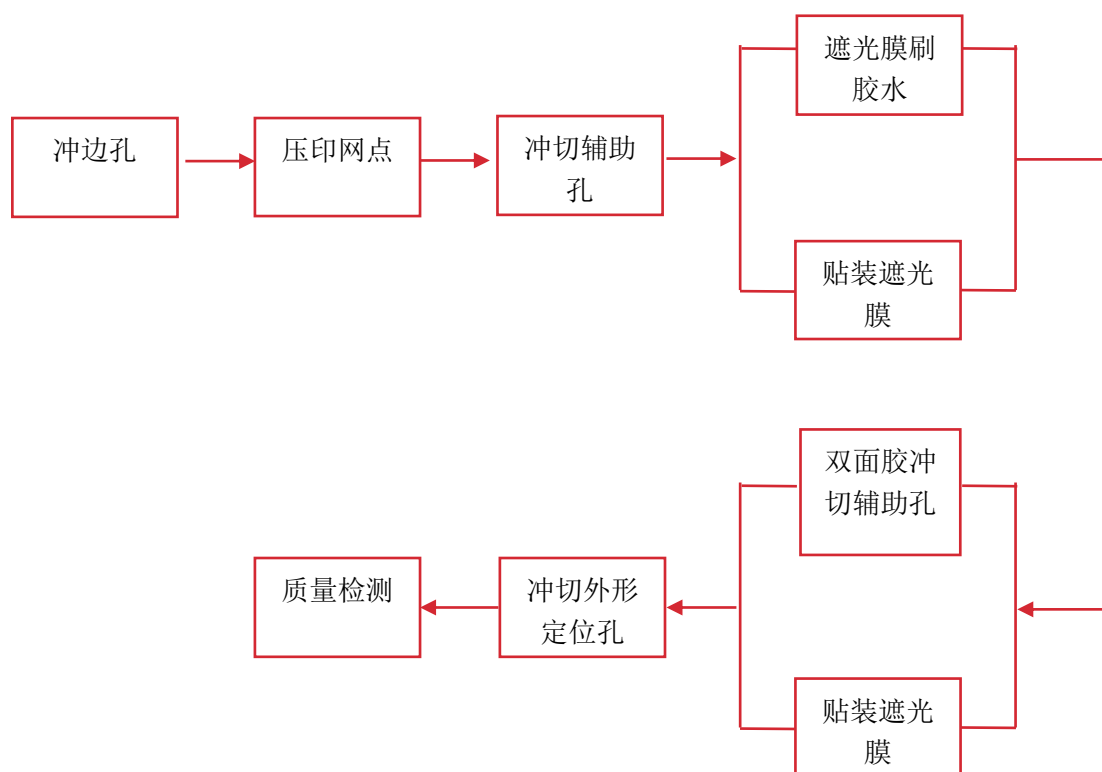 遮光膜刷
胶水
冲边孔
压印网点
冲切辅助
孔
贴装遮光
膜
双面胶冲
切辅助孔
质量检测
冲切外形
定位孔
贴装遮光
膜